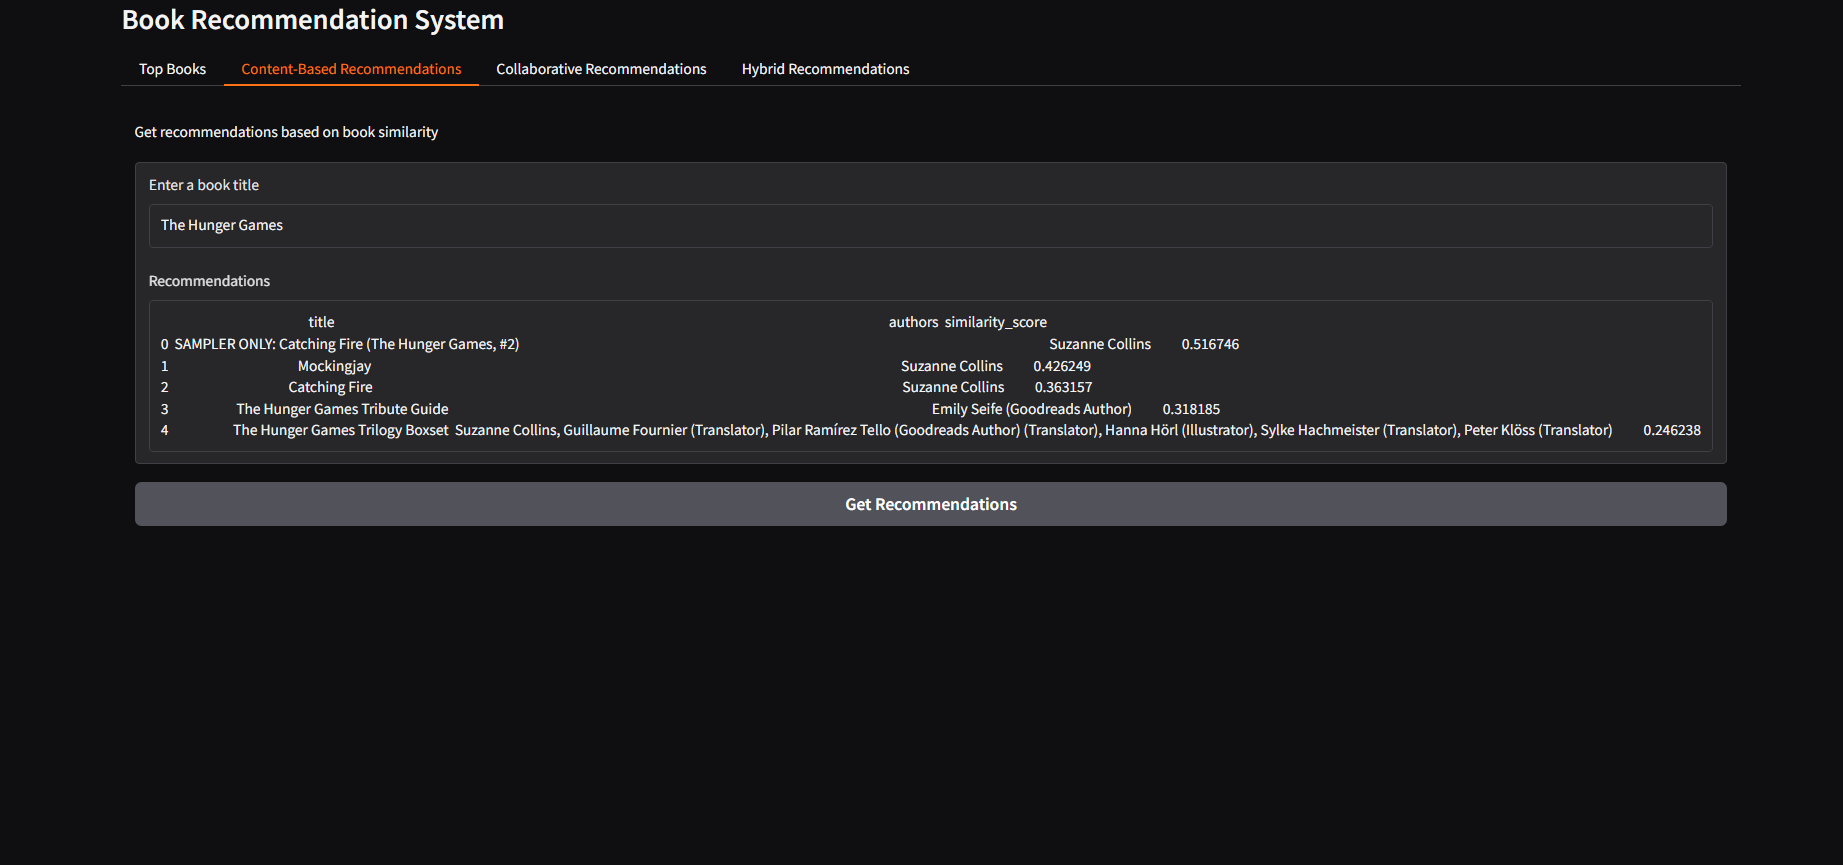 Book Recommendation System
Top Books Content-Based Recommendations Collaborative Recommendations Hybrid Recommendations
Get recommendations based on book similarity
Enter a book title
The Hunger Games
Recommendations
title authors similarity_score
0 SAMPLER ONLY: Catching Fire (The Hunger Games, #2) Suzanne Collins 0.516746
1 Mockingjay Suzanne Collins 0.426249
2 Catching Fire Suzanne Collins 0.363157
3 The Hunger Games Tribute Guide Emily Seife (Goodreads Author) 0.318185
4 The Hunger Games Trilogy Boxset Suzanne Collins, Guillaume Fournier (Translator), Pilar Ramírez Tello (Goodreads Author) (Translator), Hanna Hörl (Illustrator), Sylke Hachmeister (Translator), Peter Klöss (Translator) 0.246238
Get Recommendations